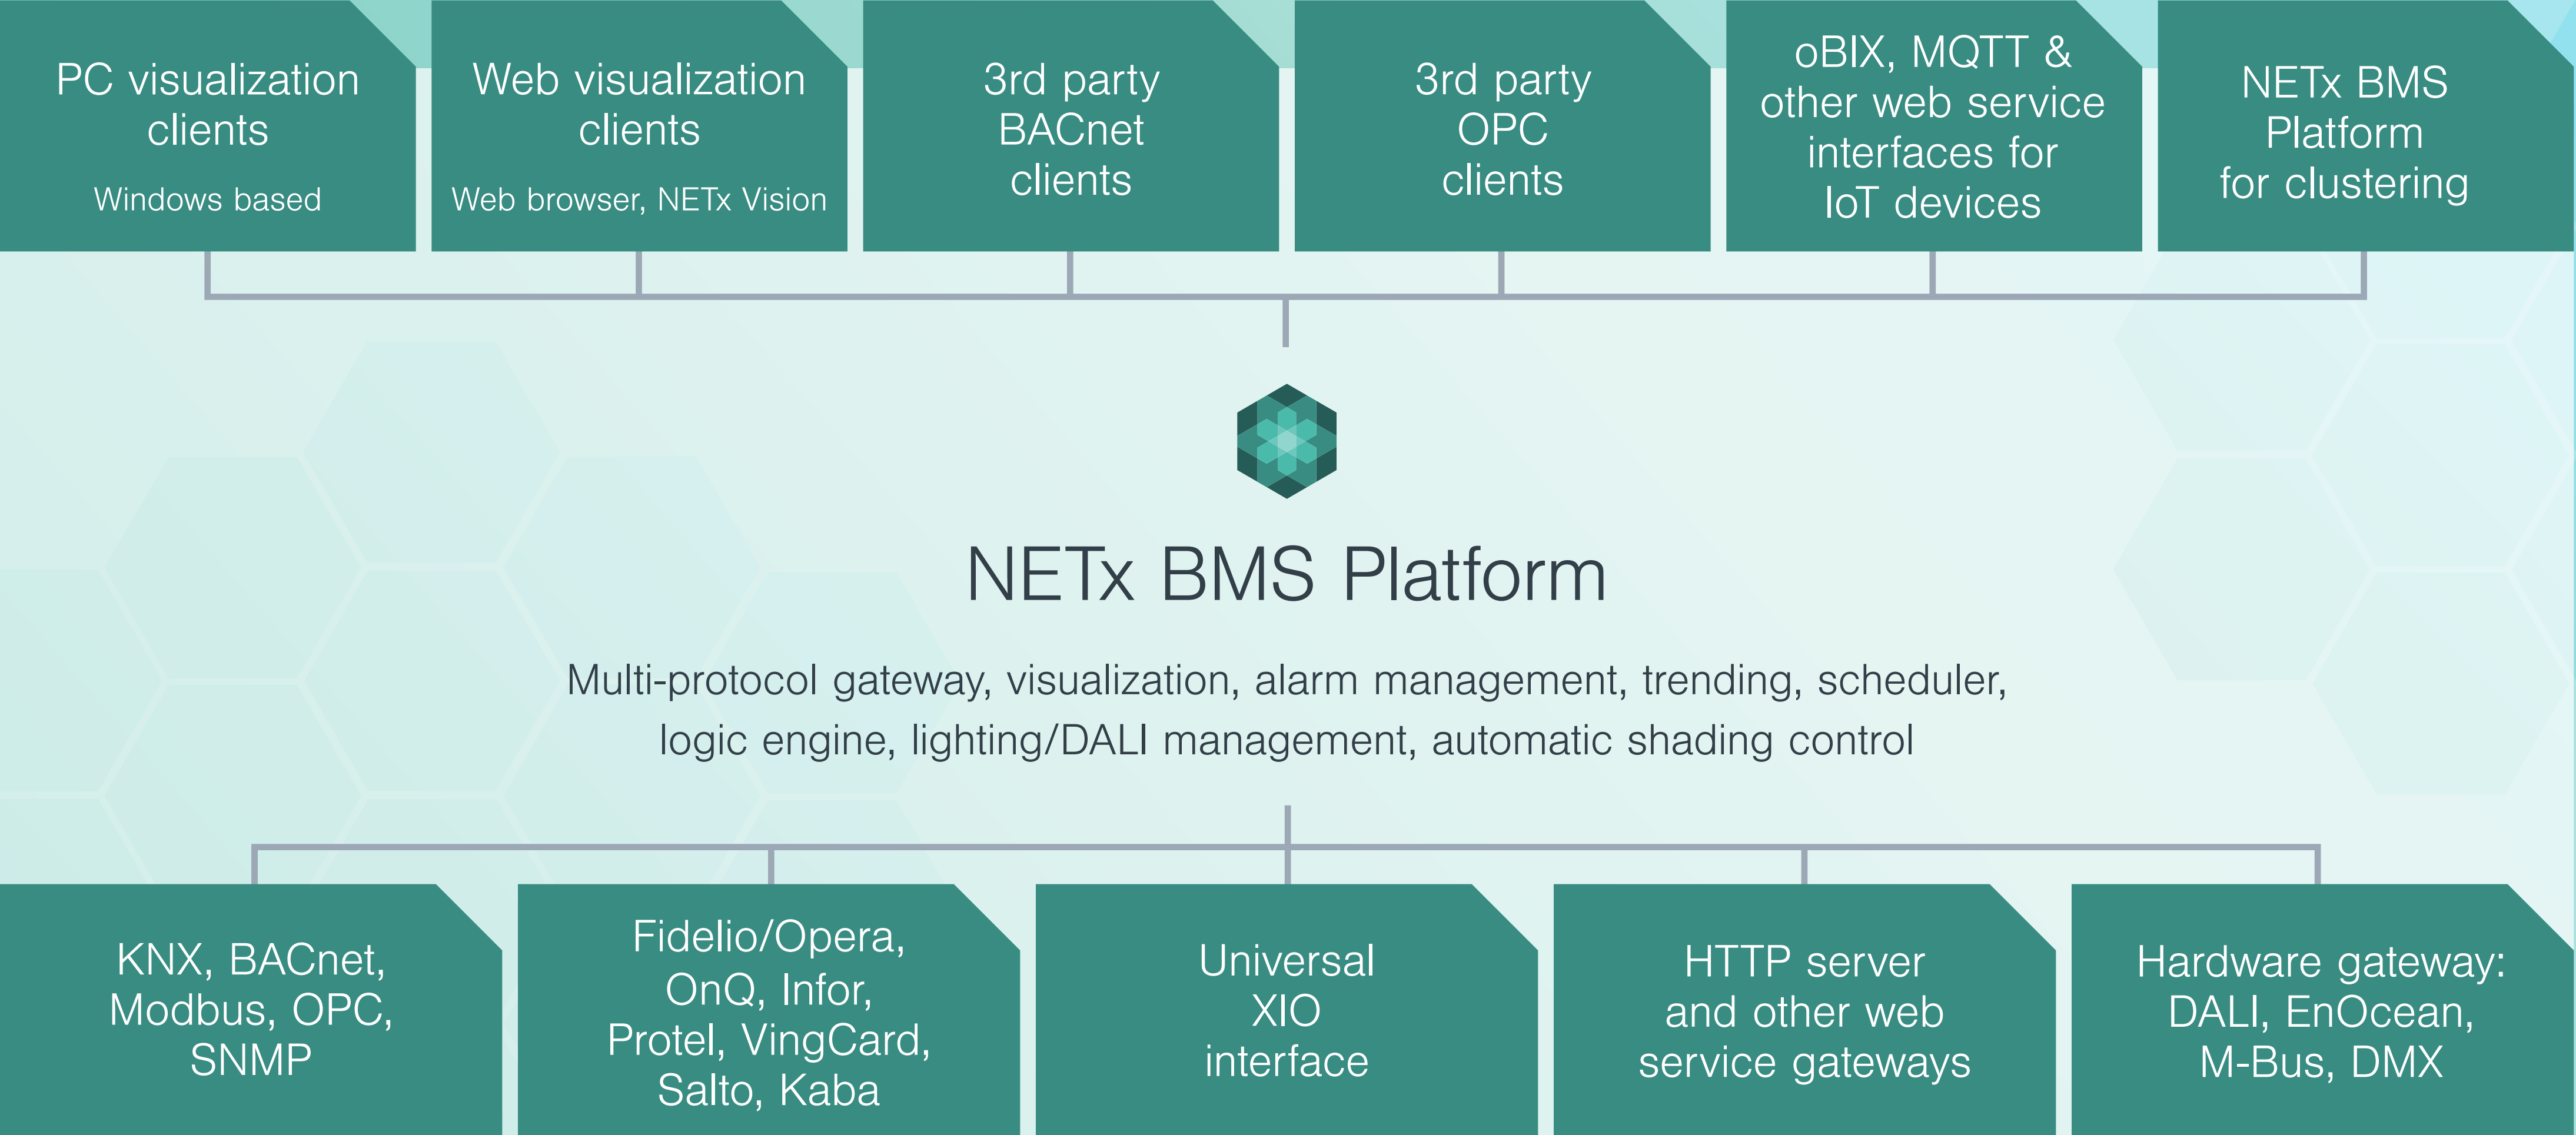 PC visualization
clients
Windows based
Web visualization
clients
Web browser, NETx Vision
3rd party
BACnet
clients
3rd party
OPC
clients
oBIX, MQTT &
other web service
interfaces for
IoT devices
NETx BMS
Platform
for clustering
NETx BMS Platform
Multi-protocol gateway, visualization, alarm management, trending, scheduler,
logic engine, lighting/DALI management, automatic shading control
KNX, BACnet,
Modbus, OPC,
SNMP
Fidelio/Opera,
OnQ, Infor,
Protel, VingCard,
Salto, Kaba
Universal
XIO
interface
HTTP server
and other web
service gateways
Hardware gateway:
DALI, EnOcean,
M-Bus, DMX